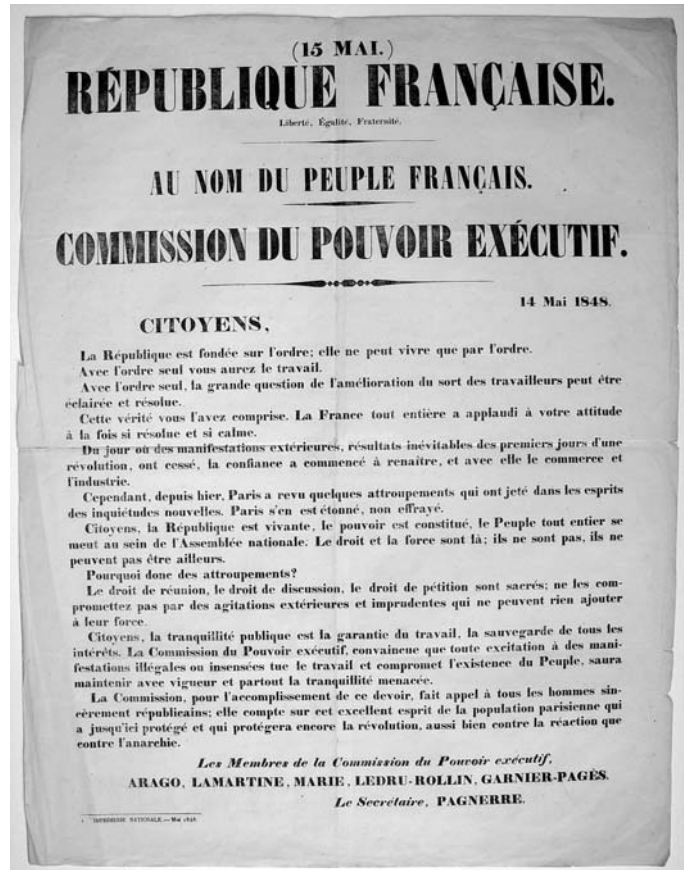 (15 MAI.)
RÉPUBLIQUE FRANÇAISE.
Liberté, Égalité, Fraternité.
AU NOM DU PEUPLE FRANÇAIS.
COMMISSION DU POUVOIR EXÉCUTIF.
14 Mai 1848.
CITOYENS,
La République est fondée sur l'ordre; elle ne peut vivre que par l'ordre.
Avec l'ordre seul vous aurez le travail.
Avec l'ordre seul, la grande question de l'amélioration du sort des travailleurs peut être
éclairée et résolue.
Cette vérité vous l'avez comprise. La France tout entière a applaudi à votre attitude
à la fois si résolue et si calme.
Du jour où des manifestations extérieures, résultats inévitables des premiers jours d'une
révolution, ont cessé, la confiance a commencé à renaître, et avec elle le commerce et
l'industrie.
Cependant, depuis hier, Paris a revu quelques attroupements qui ont jeté dans les esprits
des inquiétudes nouvelles. Paris s'en est étonné, non effrayé.
Citoyens, la République est vivante, le pouvoir est constitué, le Peuple tout entier se
meut au sein de l'Assemblée nationale. Le droit et la force sont là; ils ne sont pas, ils ne
peuvent pas être ailleurs.
Pourquoi donc des attroupements?
Le droit de réunion, le droit de discussion, le droit de pétition sont sacrés; ne les com-
promettez pas par des agitations extérieures et imprudentes qui ne peuvent rien ajouter
à leur force.
Citoyens, la tranquillité publique est la garantie du travail, la sauvegarde de tous les
intérêts. La Commission du Pouvoir exécutif, convaincue que toute excitation à des mani-
festations illégales ou insensées tue le travail et compromet l'existence du Peuple, saura
maintenir avec vigueur et partout la tranquillité menacée.
La Commission, pour l'accomplissement de ce devoir, fait appel à tous les hommes sin-
cèrement républicains; elle compte sur cet excellent esprit de la population parisienne qui
a jusqu'ici protégé et qui protégera encore la révolution, aussi bien contre la réaction que
contre l'anarchie.
Les Membres de la Commission du Pouvoir exécutif,
ARAGO, LAMARTINE, MARIE, LEDRU-ROLLIN, GARNIER-PAGÈS.
Le Secrétaire, PAGNERRE.
IMPRIMERIE NATIONALE. — Mai 1848.